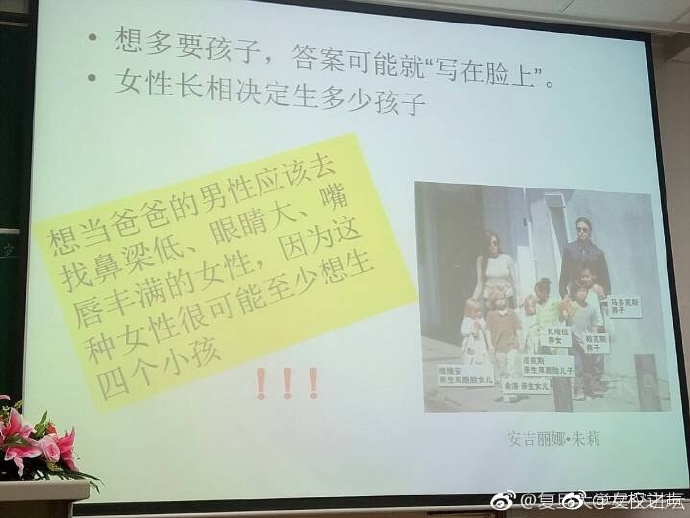 • 想多要孩子，答案可能就“写在脸上”。
• 女性长相决定生多少孩子
想当爸爸的男性应该去
找鼻梁低、眼睛大、嘴
唇丰满的女性，因为这
种女性很可能至少想生
四个小孩
！！！
马多克斯
养子
扎哈拉
养女
帕克斯
养子
诺克斯
亲生双胞胎儿子
维维安
亲生双胞胎女儿
希洛 亲生女儿
安吉丽娜•朱莉